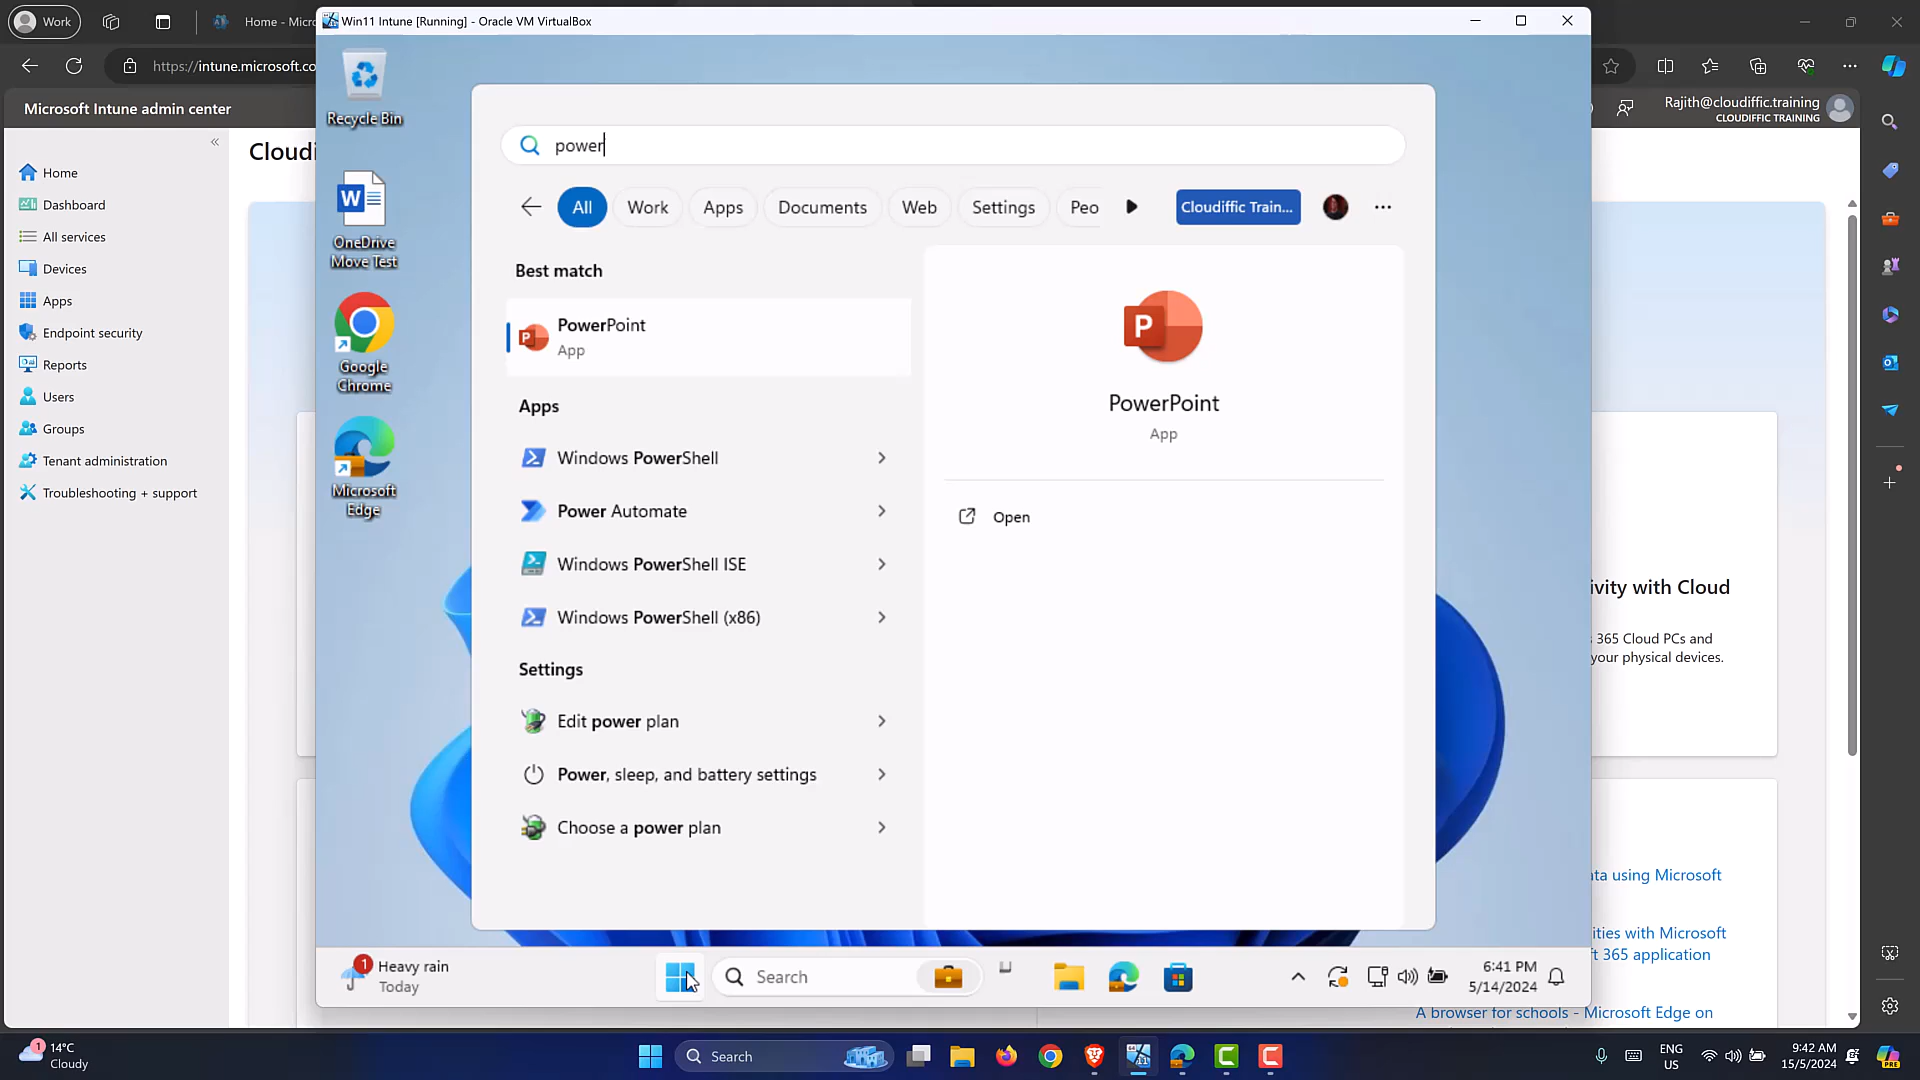 Work
Home - Micr
https://intune.microsoft.co
Microsoft Intune admin center
Rajith@cloudiffic.training
CLOUDIFFIC TRAINING
Home
Dashboard
All services
Devices
Apps
Endpoint security
Reports
Users
Groups
Tenant administration
Troubleshooting + support
Cloudi
Win11 Intune [Running] - Oracle VM VirtualBox
Recycle Bin
OneDrive
Move Test
Google
Chrome
Microsoft
Edge
power
All
Work
Apps
Documents
Web
Settings
Peo
Cloudiffic Train...
Best match
PowerPoint
App
Apps
Windows PowerShell
Power Automate
Windows PowerShell ISE
Windows PowerShell (x86)
Settings
Edit power plan
Power, sleep, and battery settings
Choose a power plan
PowerPoint
App
Open
ivity with Cloud
365 Cloud PCs and
your physical devices.
ata using Microsoft
ities with Microsoft
ft 365 application
A browser for schools - Microsoft Edge on
1
Heavy rain
Today
Search
6:41 PM
5/14/2024
1
14°C
Cloudy
Search
ENG
US
9:42 AM
15/5/2024
PRE